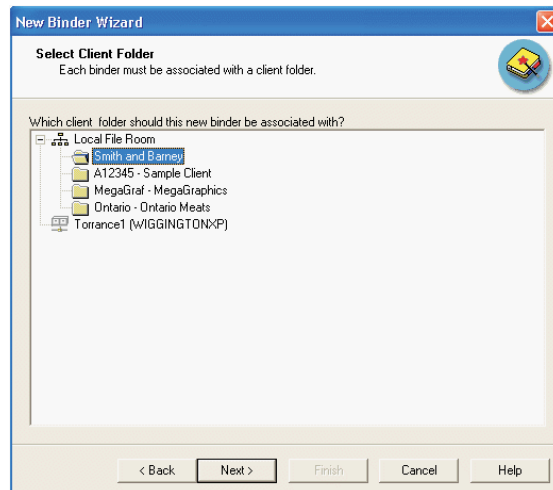 New Binder Wizard
Select Client Folder
Each binder must be associated with a client folder.
Which client folder should this new binder be associated with?
Local File Room
Smith and Barney
A12345 - Sample Client
MegaGraf - MegaGraphics
Ontario - Ontario Meats
Torrance1 (WIGGINGTONXP)
< Back Next > Finish Cancel Help